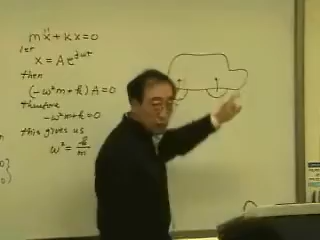 mẍ + kx = 0
let
x = Ae^jωt
then
(-ω²m + k) A = 0
therefore
-ω²m + k = 0
this gives us
ω² = k/m